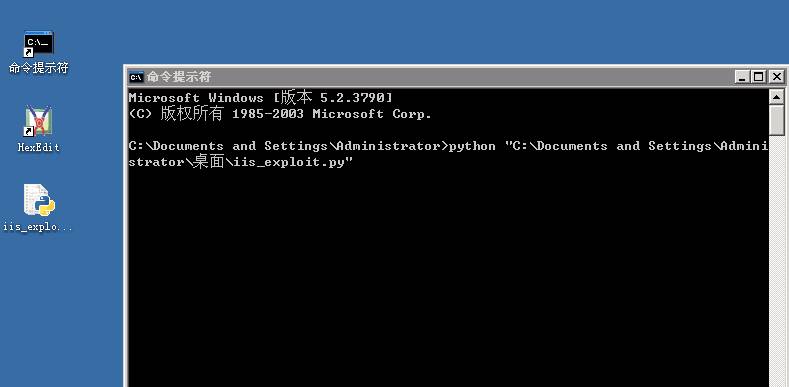 命令提示符
HexEdit
iis_explo...
命令提示符
Microsoft Windows [版本 5.2.3790]
(C) 版权所有 1985-2003 Microsoft Corp.
C:\Documents and Settings\Administrator>python "C:\Documents and Settings\Admini
strator\桌面\iis_exploit.py"